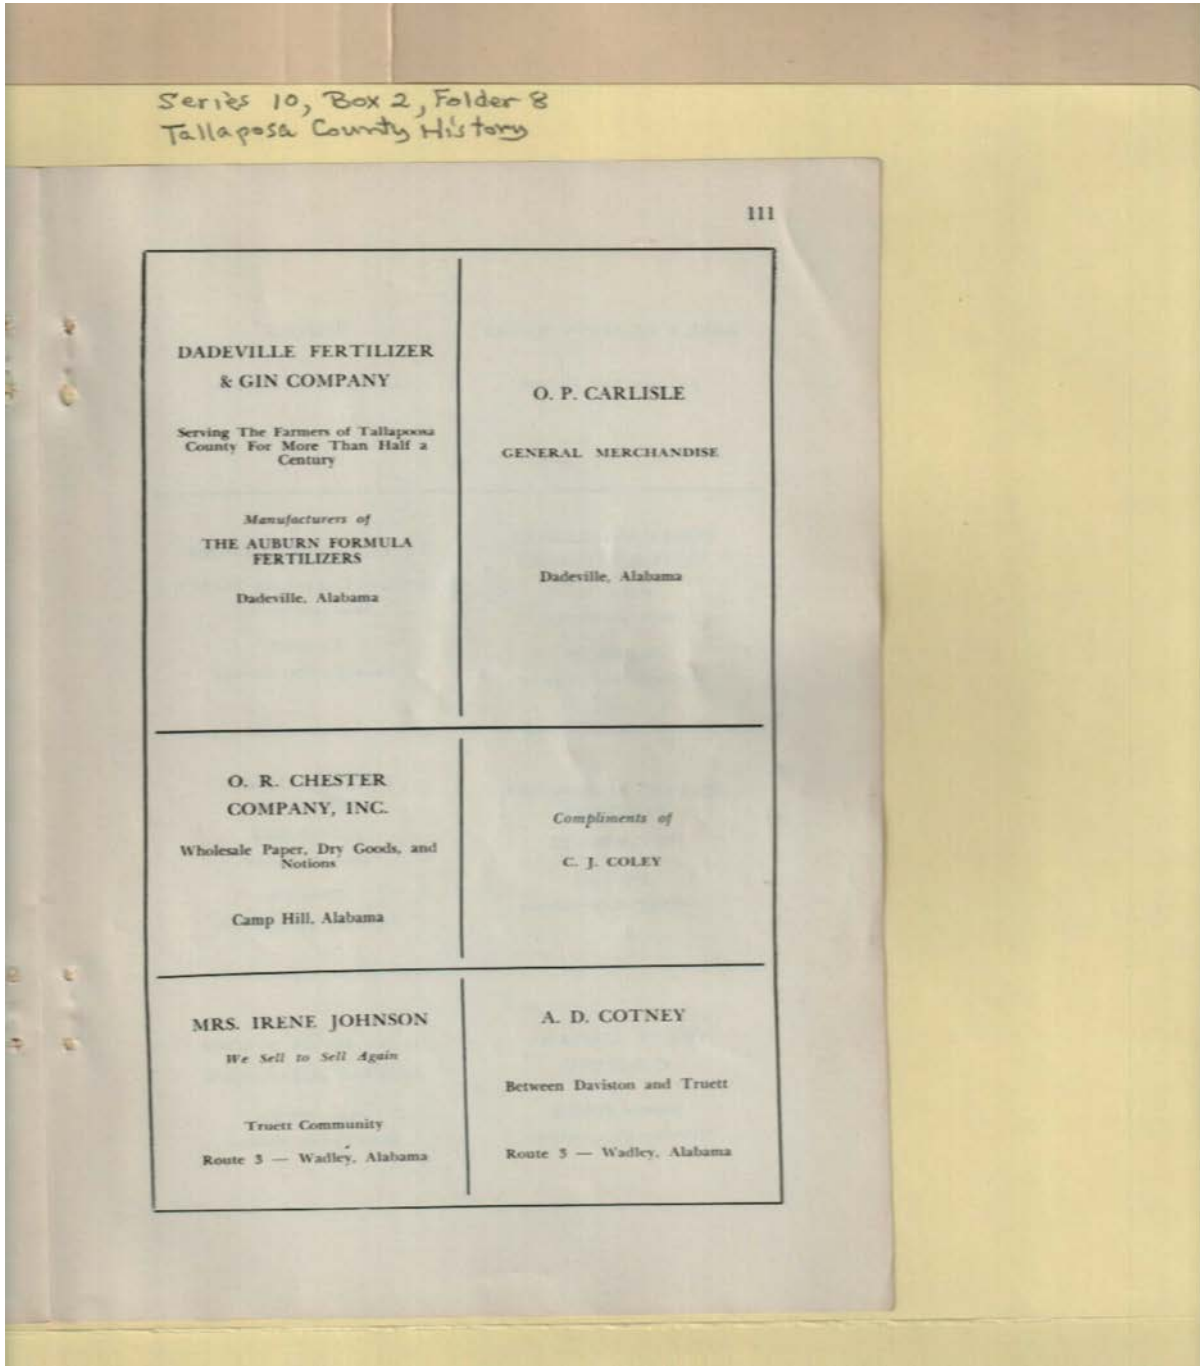 Series 10, Box 2, Folder 8
Tallaposa County History
111
DADEVILLE FERTILIZER
& GIN COMPANY
Serving The Farmers of Tallapoosa
County For More Than Half a
Century
Manufacturers of
THE AUBURN FORMULA
FERTILIZERS
Dadeville, Alabama
O. P. CARLISLE
GENERAL MERCHANDISE
Dadeville, Alabama
O. R. CHESTER
COMPANY, INC.
Wholesale Paper, Dry Goods, and
Notions
Camp Hill, Alabama
Compliments of
C. J. COLEY
MRS. IRENE JOHNSON
We Sell to Sell Again
Truett Community
Route 3 — Wadley, Alabama
A. D. COTNEY
Between Daviston and Truett
Route 3 — Wadley, Alabama